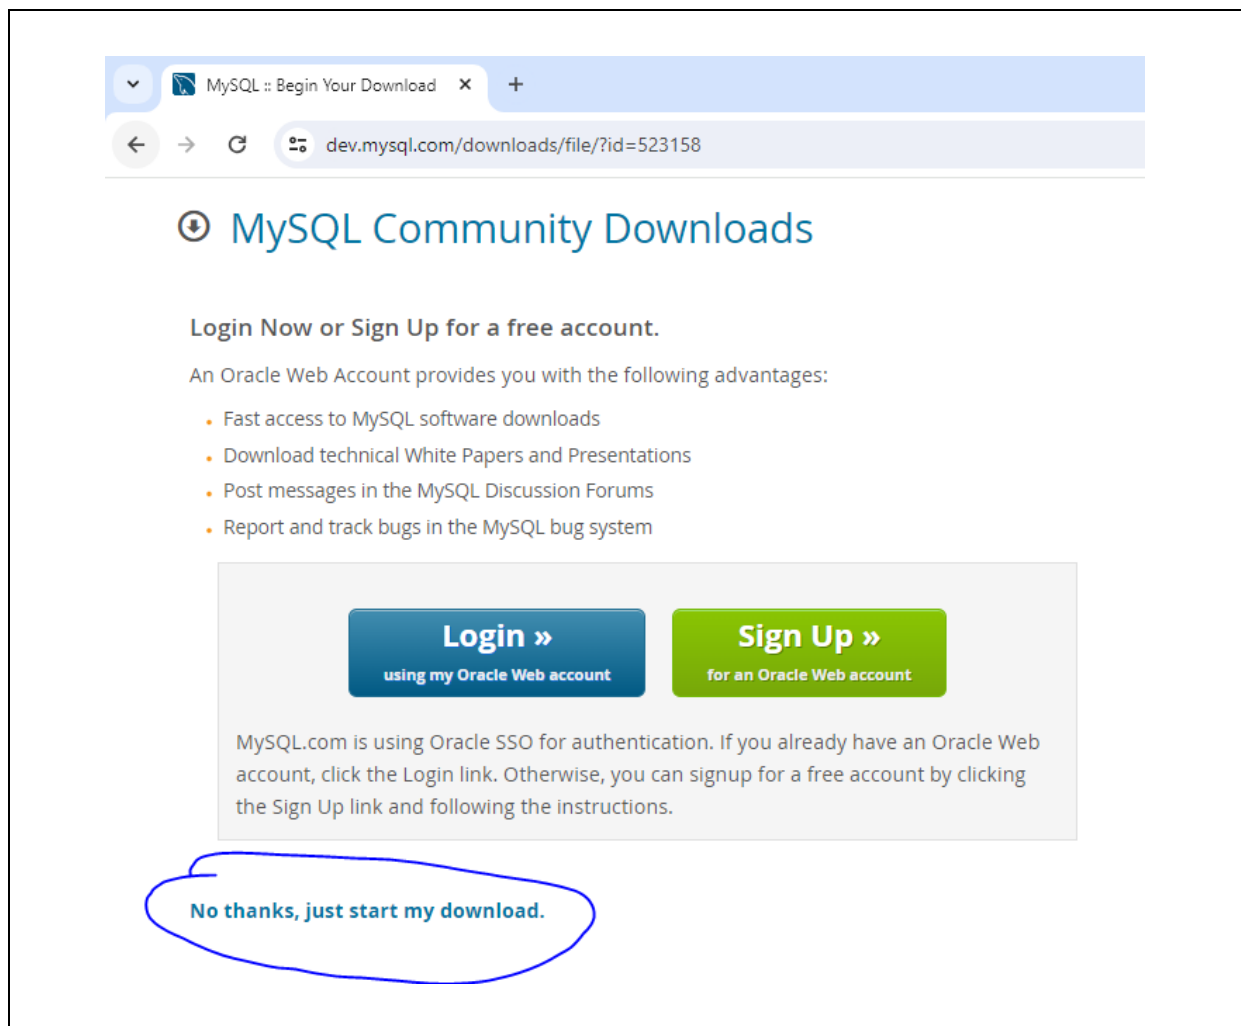 MySQL :: Begin Your Download
dev.mysql.com/downloads/file/?id=523158
MySQL Community Downloads
Login Now or Sign Up for a free account.
An Oracle Web Account provides you with the following advantages:
Fast access to MySQL software downloads
Download technical White Papers and Presentations
Post messages in the MySQL Discussion Forums
Report and track bugs in the MySQL bug system
Login »
using my Oracle Web account
Sign Up »
for an Oracle Web account
MySQL.com is using Oracle SSO for authentication. If you already have an Oracle Web
account, click the Login link. Otherwise, you can signup for a free account by clicking
the Sign Up link and following the instructions.
No thanks, just start my download.